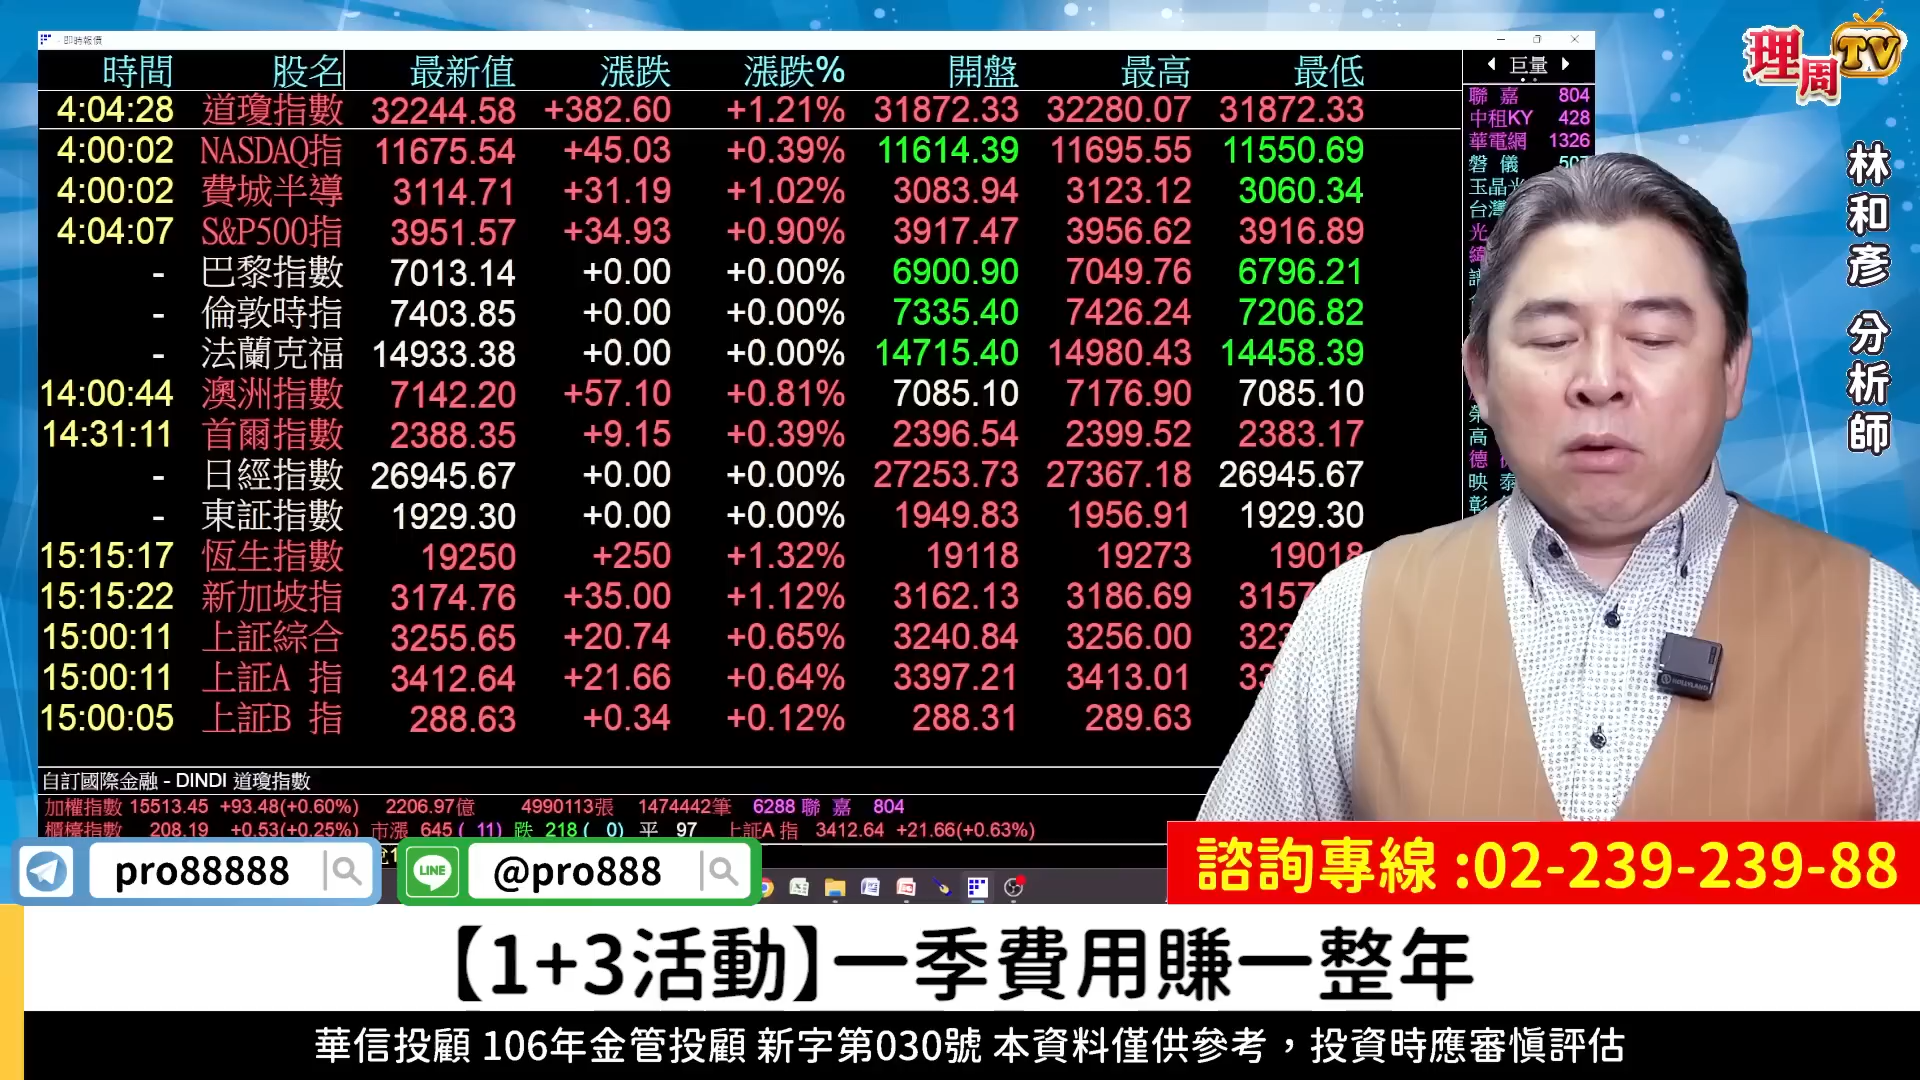 即時報價
時間 股名 最新值 漲跌 漲跌% 開盤 最高 最低
4:04:28 道瓊指數 32244.58 +382.60 +1.21% 31872.33 32280.07 31872.33
4:00:02 NASDAQ指 11675.54 +45.03 +0.39% 11614.39 11695.55 11550.69
4:00:02 費城半導 3114.71 +31.19 +1.02% 3083.94 3123.12 3060.34
4:04:07 S&P500指 3951.57 +34.93 +0.90% 3917.47 3956.62 3916.89
- 巴黎指數 7013.14 +0.00 +0.00% 6900.90 7049.76 6796.21
- 倫敦時指 7403.85 +0.00 +0.00% 7335.40 7426.24 7206.82
- 法蘭克福 14933.38 +0.00 +0.00% 14715.40 14980.43 14458.39
14:00:44 澳洲指數 7142.20 +57.10 +0.81% 7085.10 7176.90 7085.10
14:31:11 首爾指數 2388.35 +9.15 +0.39% 2396.54 2399.52 2383.17
- 日經指數 26945.67 +0.00 +0.00% 27253.73 27367.18 26945.67
- 東証指數 1929.30 +0.00 +0.00% 1949.83 1956.91 1929.30
15:15:17 恆生指數 19250 +250 +1.32% 19118 19273 19018
15:15:22 新加坡指 3174.76 +35.00 +1.12% 3162.13 3186.69 3157
15:00:11 上証綜合 3255.65 +20.74 +0.65% 3240.84 3256.00 323
15:00:11 上証A 指 3412.64 +21.66 +0.64% 3397.21 3413.01 33
15:00:05 上証B 指 288.63 +0.34 +0.12% 288.31 289.63
自訂國際金融 - DINDI 道瓊指數
加權指數 15513.45 +93.48(+0.60%) 2206.97億 4990113張 1474442筆 6288 聯 嘉 804
櫃檯指數 208.19 +0.53(+0.25%) 市漲 645 ( 11) 跌 218 ( 0) 平 97 上証A 指 3412.64 +21.66(+0.63%)
巨量
聯 嘉 804
中租KY 428
華電網 1326
磐 儀 507
玉晶光
台灣
光
緯
榮
高
德
映 泰
彰
理周TV
林和彥 分析師
HOLLYLAND
pro88888
LINE @pro888
諮詢專線 :02-239-239-88
【1+3活動】一季費用賺一整年
華信投顧 106年金管投顧 新字第030號 本資料僅供參考，投資時應審慎評估